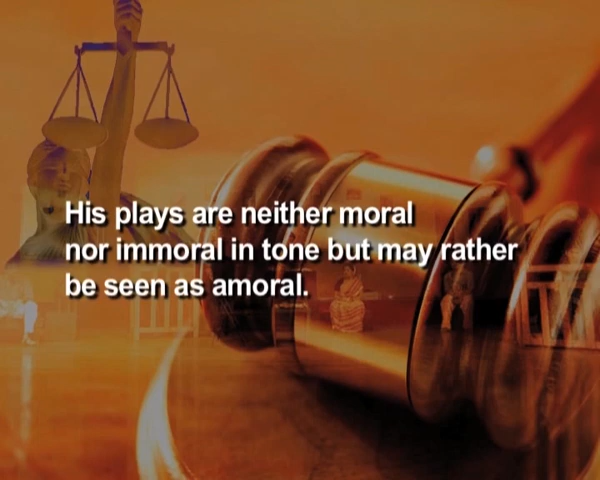 His plays are neither moral
nor immoral in tone but may rather
be seen as amoral.